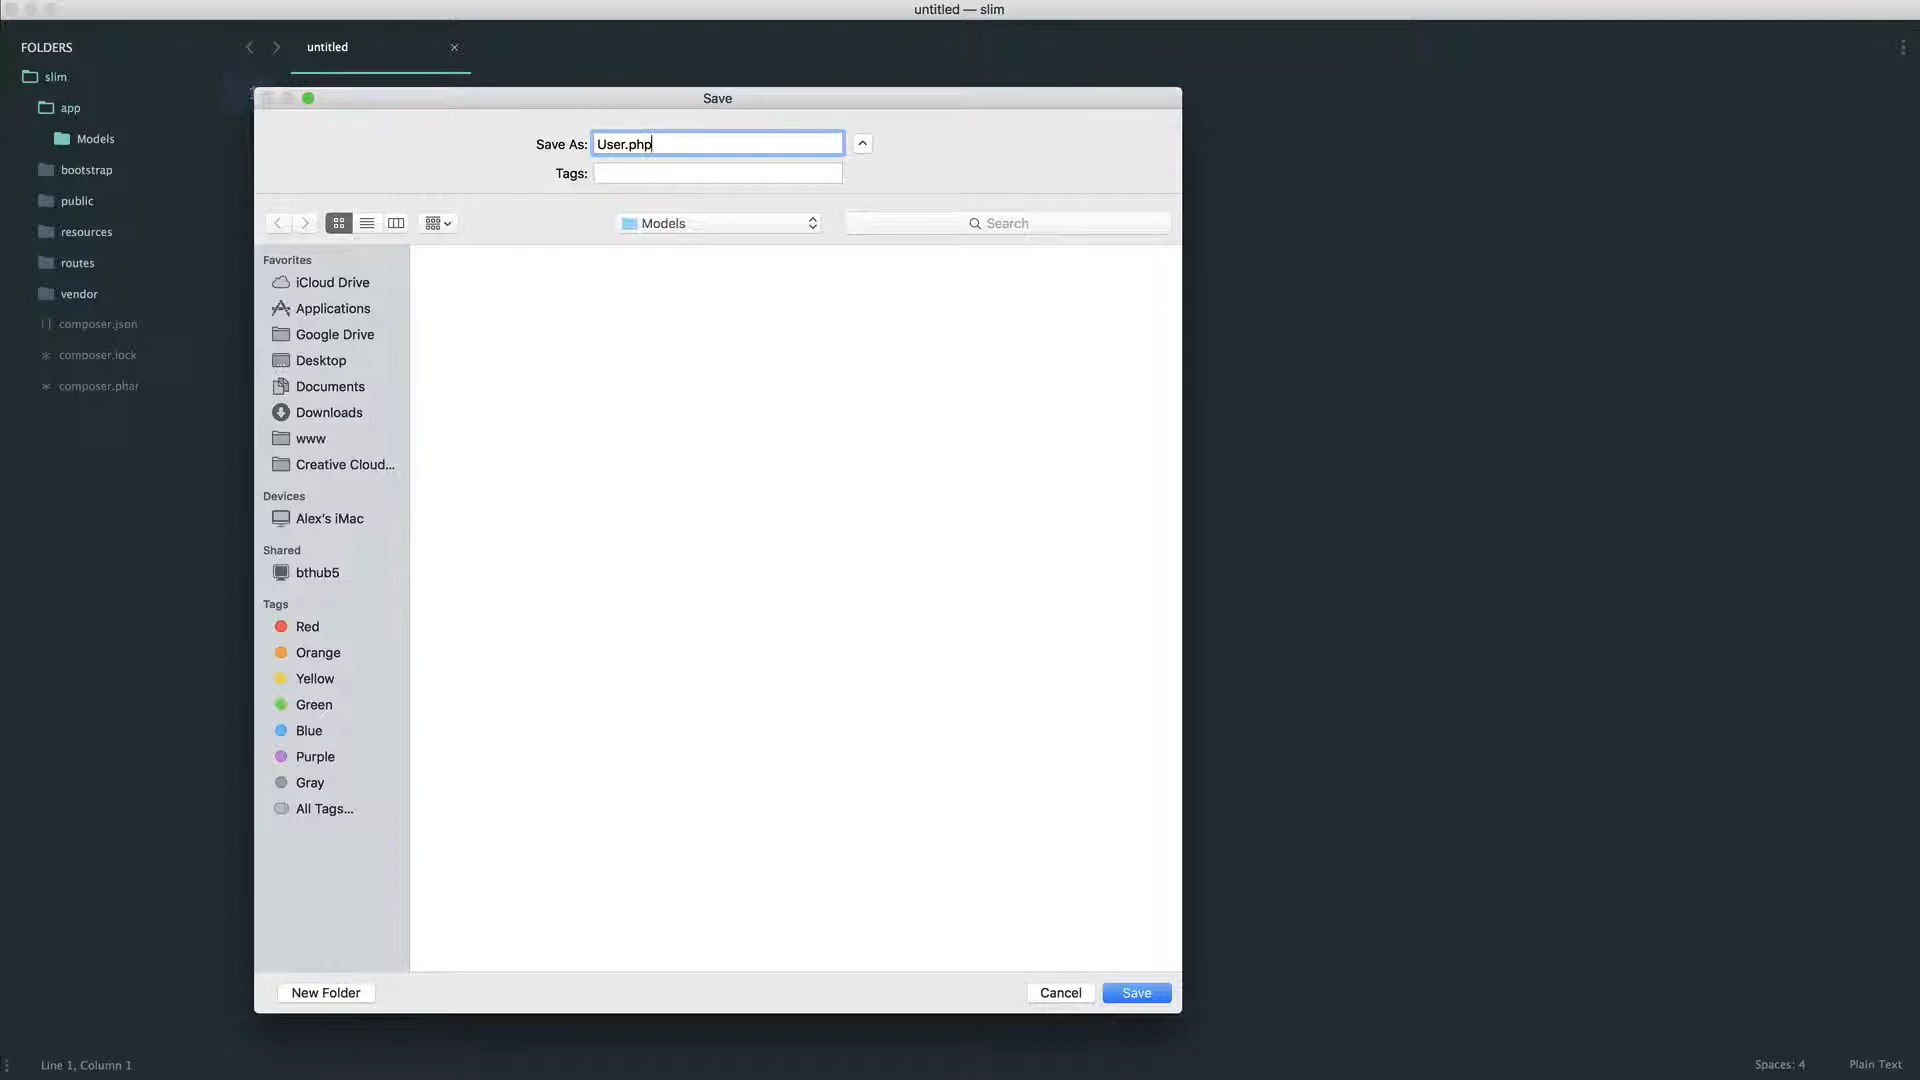 untitled — slim
FOLDERS
untitled
slim
app
Models
bootstrap
public
resources
routes
vendor
composer.json
composer.lock
composer.phar
Save
Save As: User.php
Tags:
Models
Search
Favorites
iCloud Drive
Applications
Google Drive
Desktop
Documents
Downloads
www
Creative Cloud...
Devices
Alex’s iMac
Shared
bthub5
Tags
Red
Orange
Yellow
Green
Blue
Purple
Gray
All Tags...
New Folder
Cancel
Save
Line 1, Column 1
Spaces: 4
Plain Text